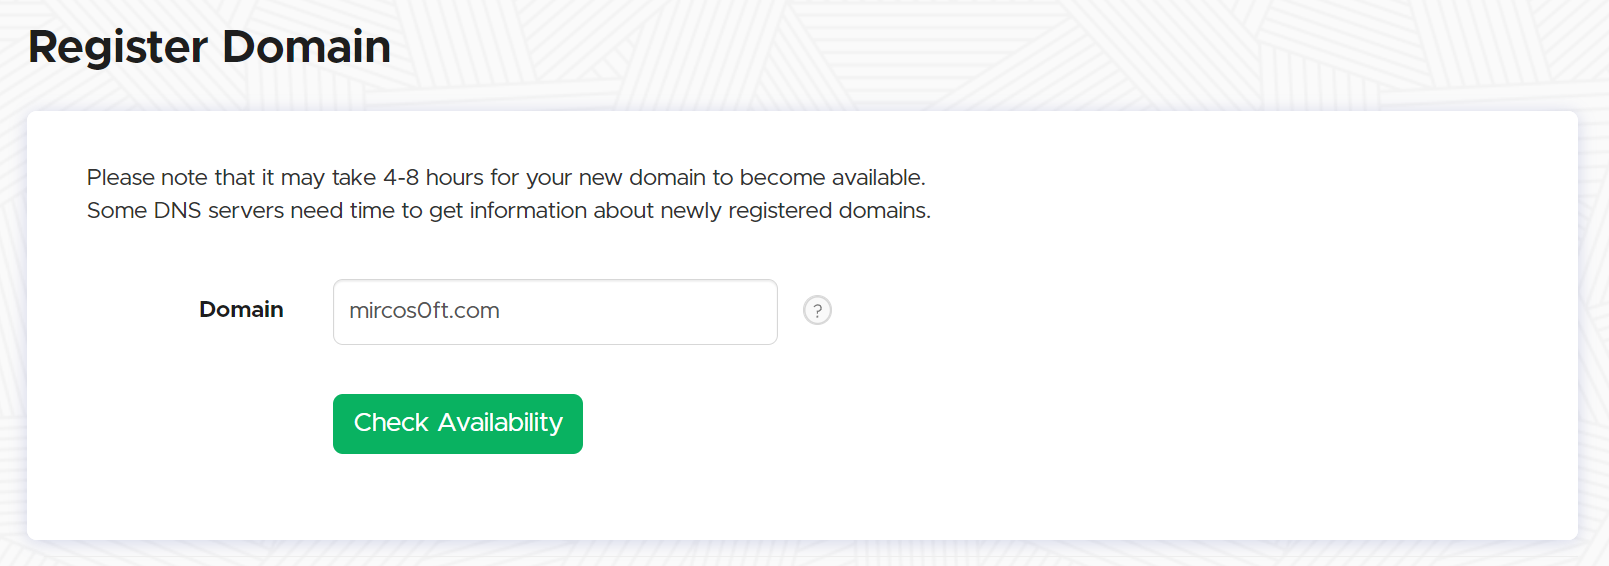 Register Domain
Please note that it may take 4-8 hours for your new domain to become available.
Some DNS servers need time to get information about newly registered domains.
Domain
mircos0ft.com
?
Check Availability